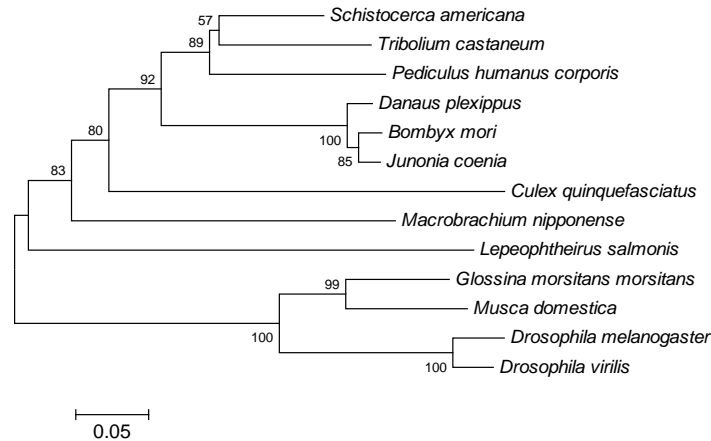 57
Schistocerca americana
Tribolium castaneum
89
Pediculus humanus corporis
92
Danaus plexippus
100
Bombyx mori
85
Junonia coenia
80
Culex quinquefasciatus
83
Macrobrachium nipponense
Lepeophtheirus salmonis
Glossina morsitans morsitans
99
Musca domestica
100
Drosophila melanogaster
100
Drosophila virilis
0.05